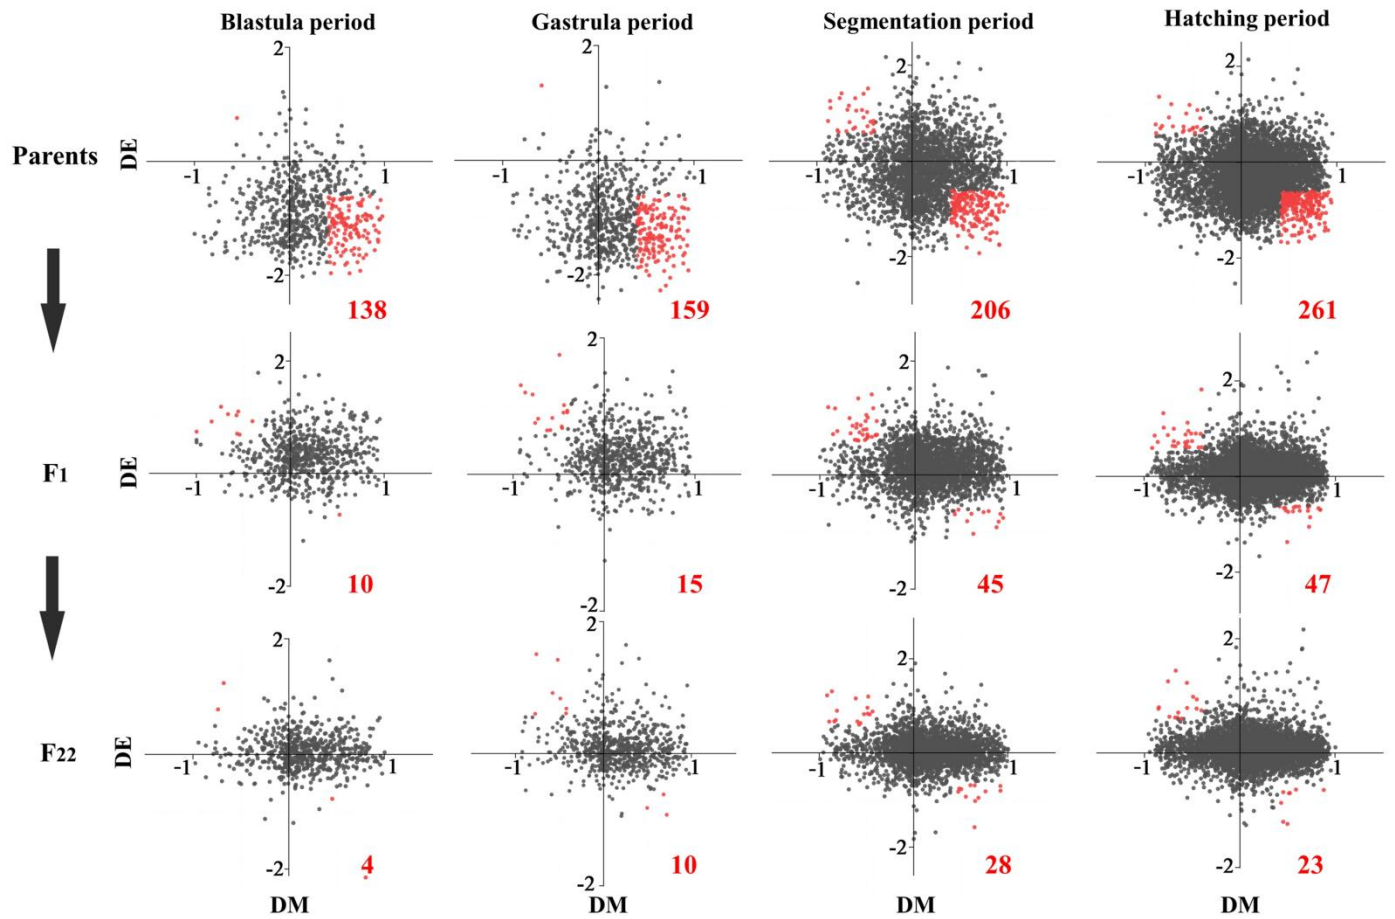 Blastula period Gastrula period Segmentation period Hatching period
2 2 2 2
Parents DE -1 1 -1 1 -1 1 -1 1
-2 -2 -2 -2
138 159 206 261
2 2 2 2
F1 DE -1 1 -1 1 -1 1 -1 1
-2 -2 -2 -2
10 15 45 47
2 2 2 2
F22 DE -1 1 -1 1 -1 1 -1 1
-2 -2 -2 -2
4 10 28 23
DM DM DM DM